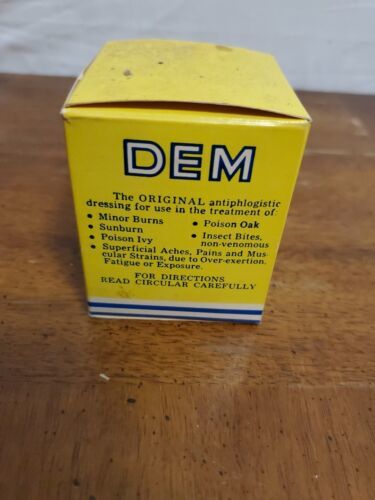 DEM
The ORIGINAL antiphlogistic
dressing for use in the treatment of:
• Minor Burns
• Sunburn
• Poison Ivy
• Poison Oak
• Insect Bites,
non-venomous
• Superficial Aches, Pains and Mus-
cular Strains, due to Over-exertion.
Fatigue or Exposure.
FOR DIRECTIONS
READ CIRCULAR CAREFULLY